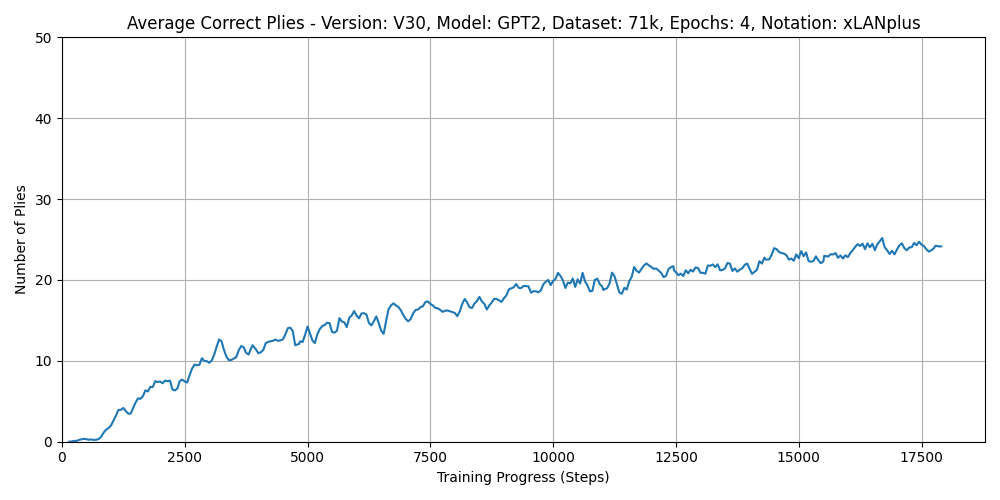 Average Correct Plies - Version: V30, Model: GPT2, Dataset: 71k, Epochs: 4, Notation: xLANplus
50
40
30
20
10
0
Number of Plies
0 2500 5000 7500 10000 12500 15000 17500
Training Progress (Steps)